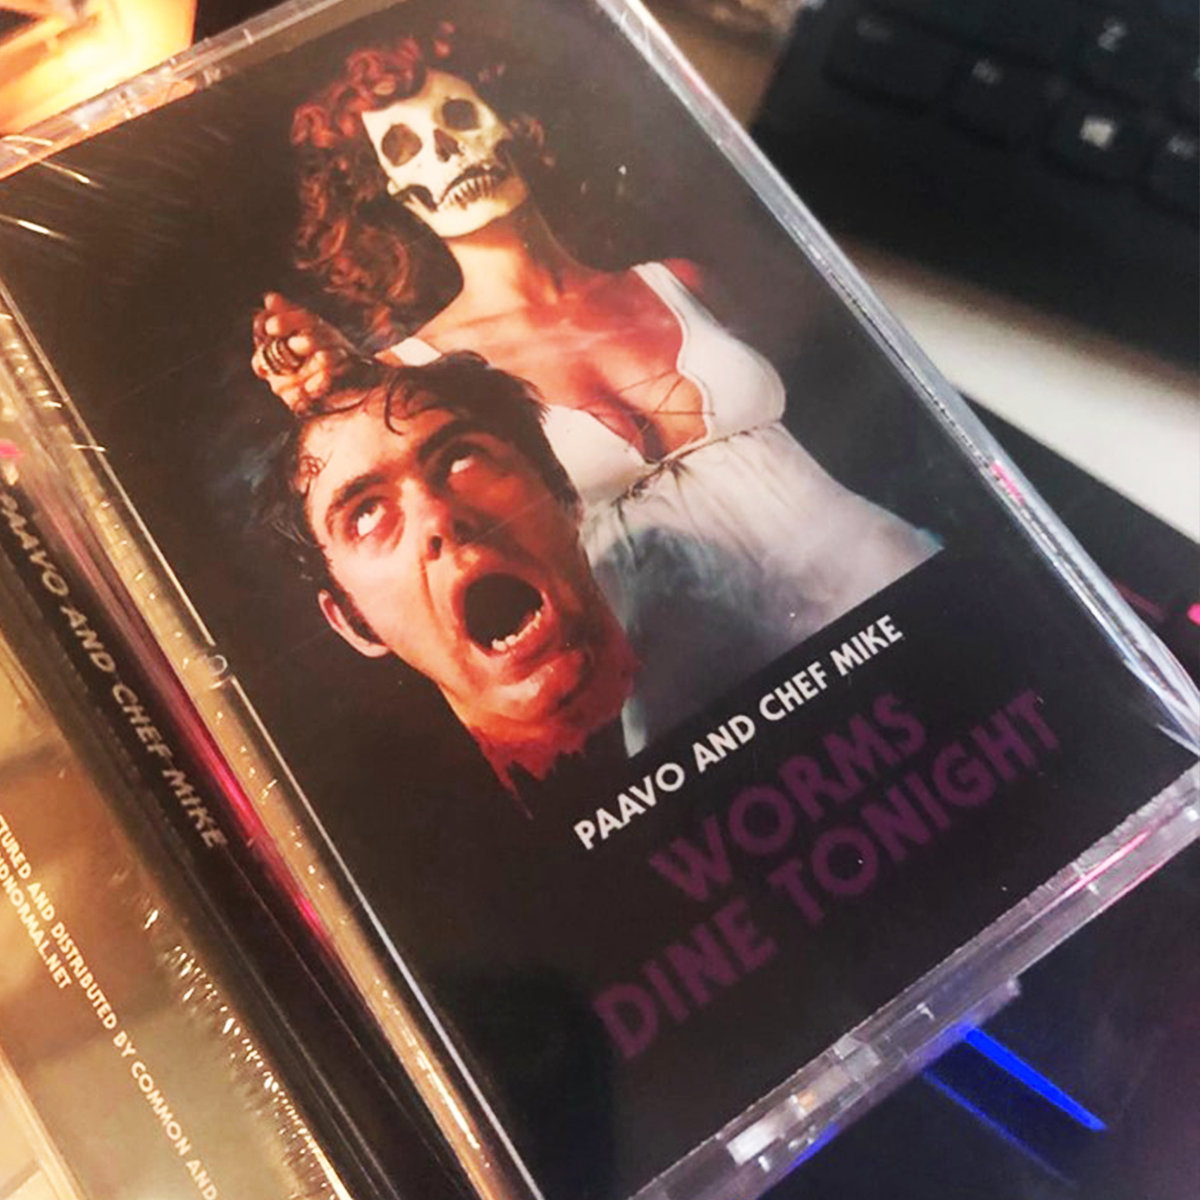 PAAVO AND CHEF MIKE
WORMS
DINE TONIGHT
PAAVO AND CHEF MIKE
TURED AND DISTRIBUTED BY COMMON AND
DNORMAL.NET
Z